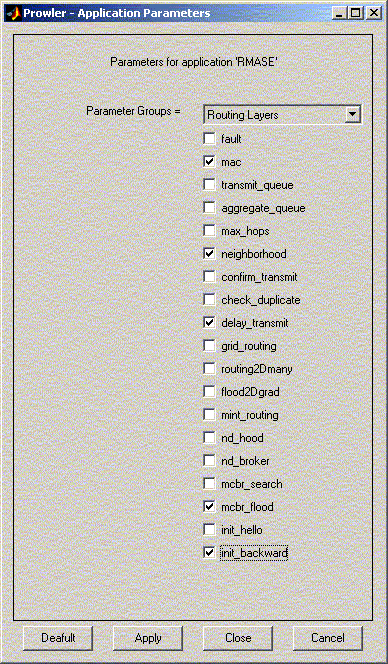 Prowler - Application Parameters
Parameters for application 'RMASE'
Parameter Groups = Routing Layers
fault
mac
transmit_queue
aggregate_queue
max_hops
neighborhood
confirm_transmit
check_duplicate
delay_transmit
grid_routing
routing2Dmany
flood2Dgrad
mint_routing
nd_hood
nd_broker
mcbr_search
mcbr_flood
init_hello
init_backward
Deafult Apply Close Cancel